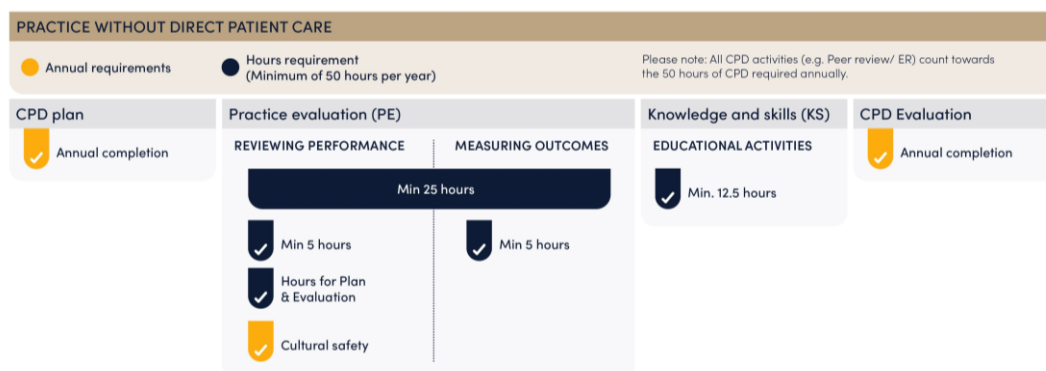 PRACTICE WITHOUT DIRECT PATIENT CARE
Annual requirements
Hours requirement
(Minimum of 50 hours per year)
Please note: All CPD activities (e.g. Peer review/ ER) count towards
the 50 hours of CPD required annually.
CPD plan
Annual completion
Practice evaluation (PE)
REVIEWING PERFORMANCE
MEASURING OUTCOMES
Min 25 hours
Min 5 hours
Min 5 hours
Hours for Plan
& Evaluation
Cultural safety
Knowledge and skills (KS)
EDUCATIONAL ACTIVITIES
Min. 12.5 hours
CPD Evaluation
Annual completion